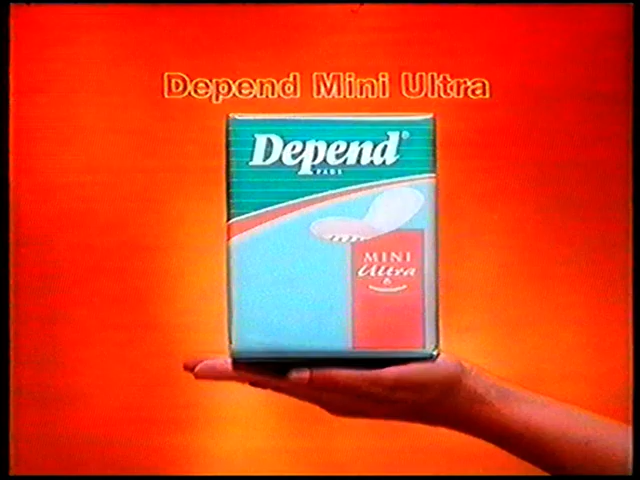 Depend Mini Ultra
Depend®
PADS
MINI
Ultra